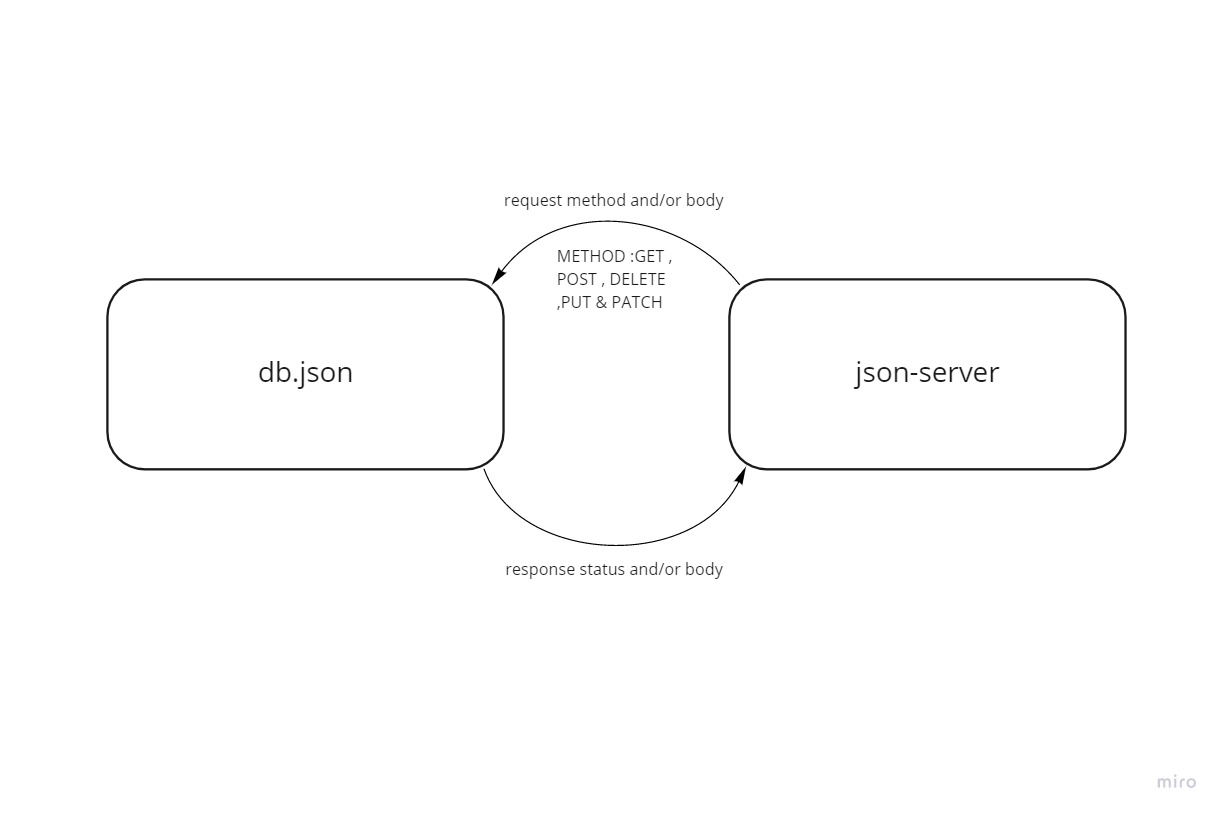 request method and/or body
METHOD :GET ,
POST , DELETE
,PUT & PATCH
db.json
json-server
response status and/or body
miro